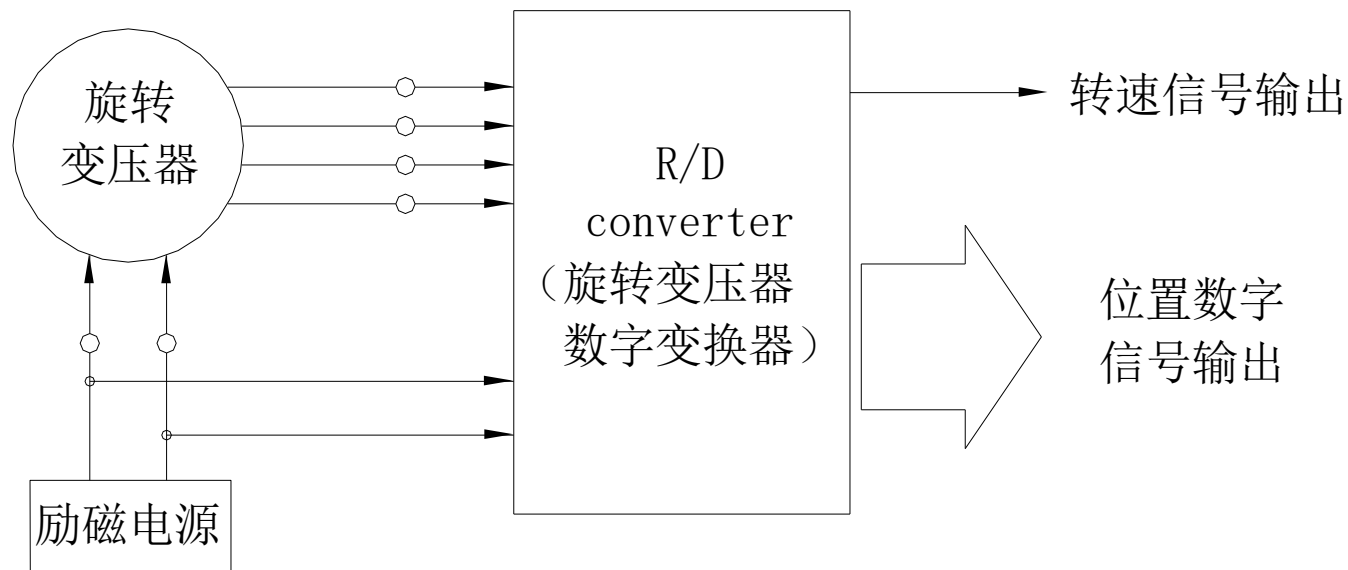 旋转
变压器
R/D
converter
（旋转变压器
数字变换器）
转速信号输出
位置数字
信号输出
励磁电源